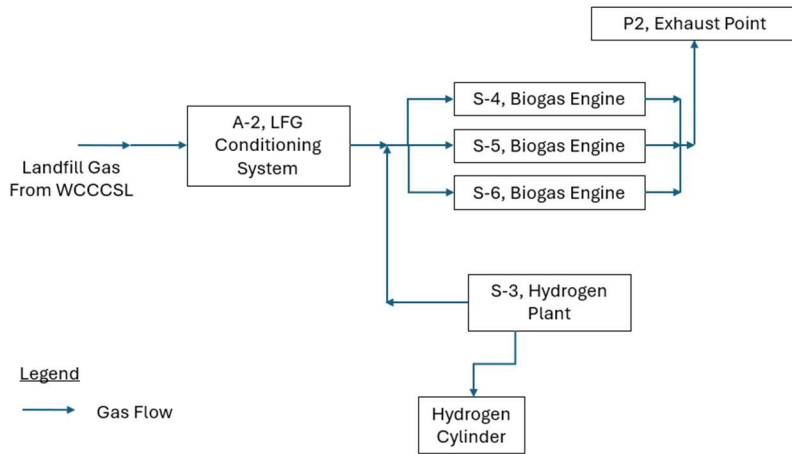 P2, Exhaust Point
S-4, Biogas Engine
A-2, LFG
Conditioning
System
S-5, Biogas Engine
Landfill Gas
From WCCCSL
S-6, Biogas Engine
S-3, Hydrogen
Plant
Legend
Gas Flow
Hydrogen
Cylinder